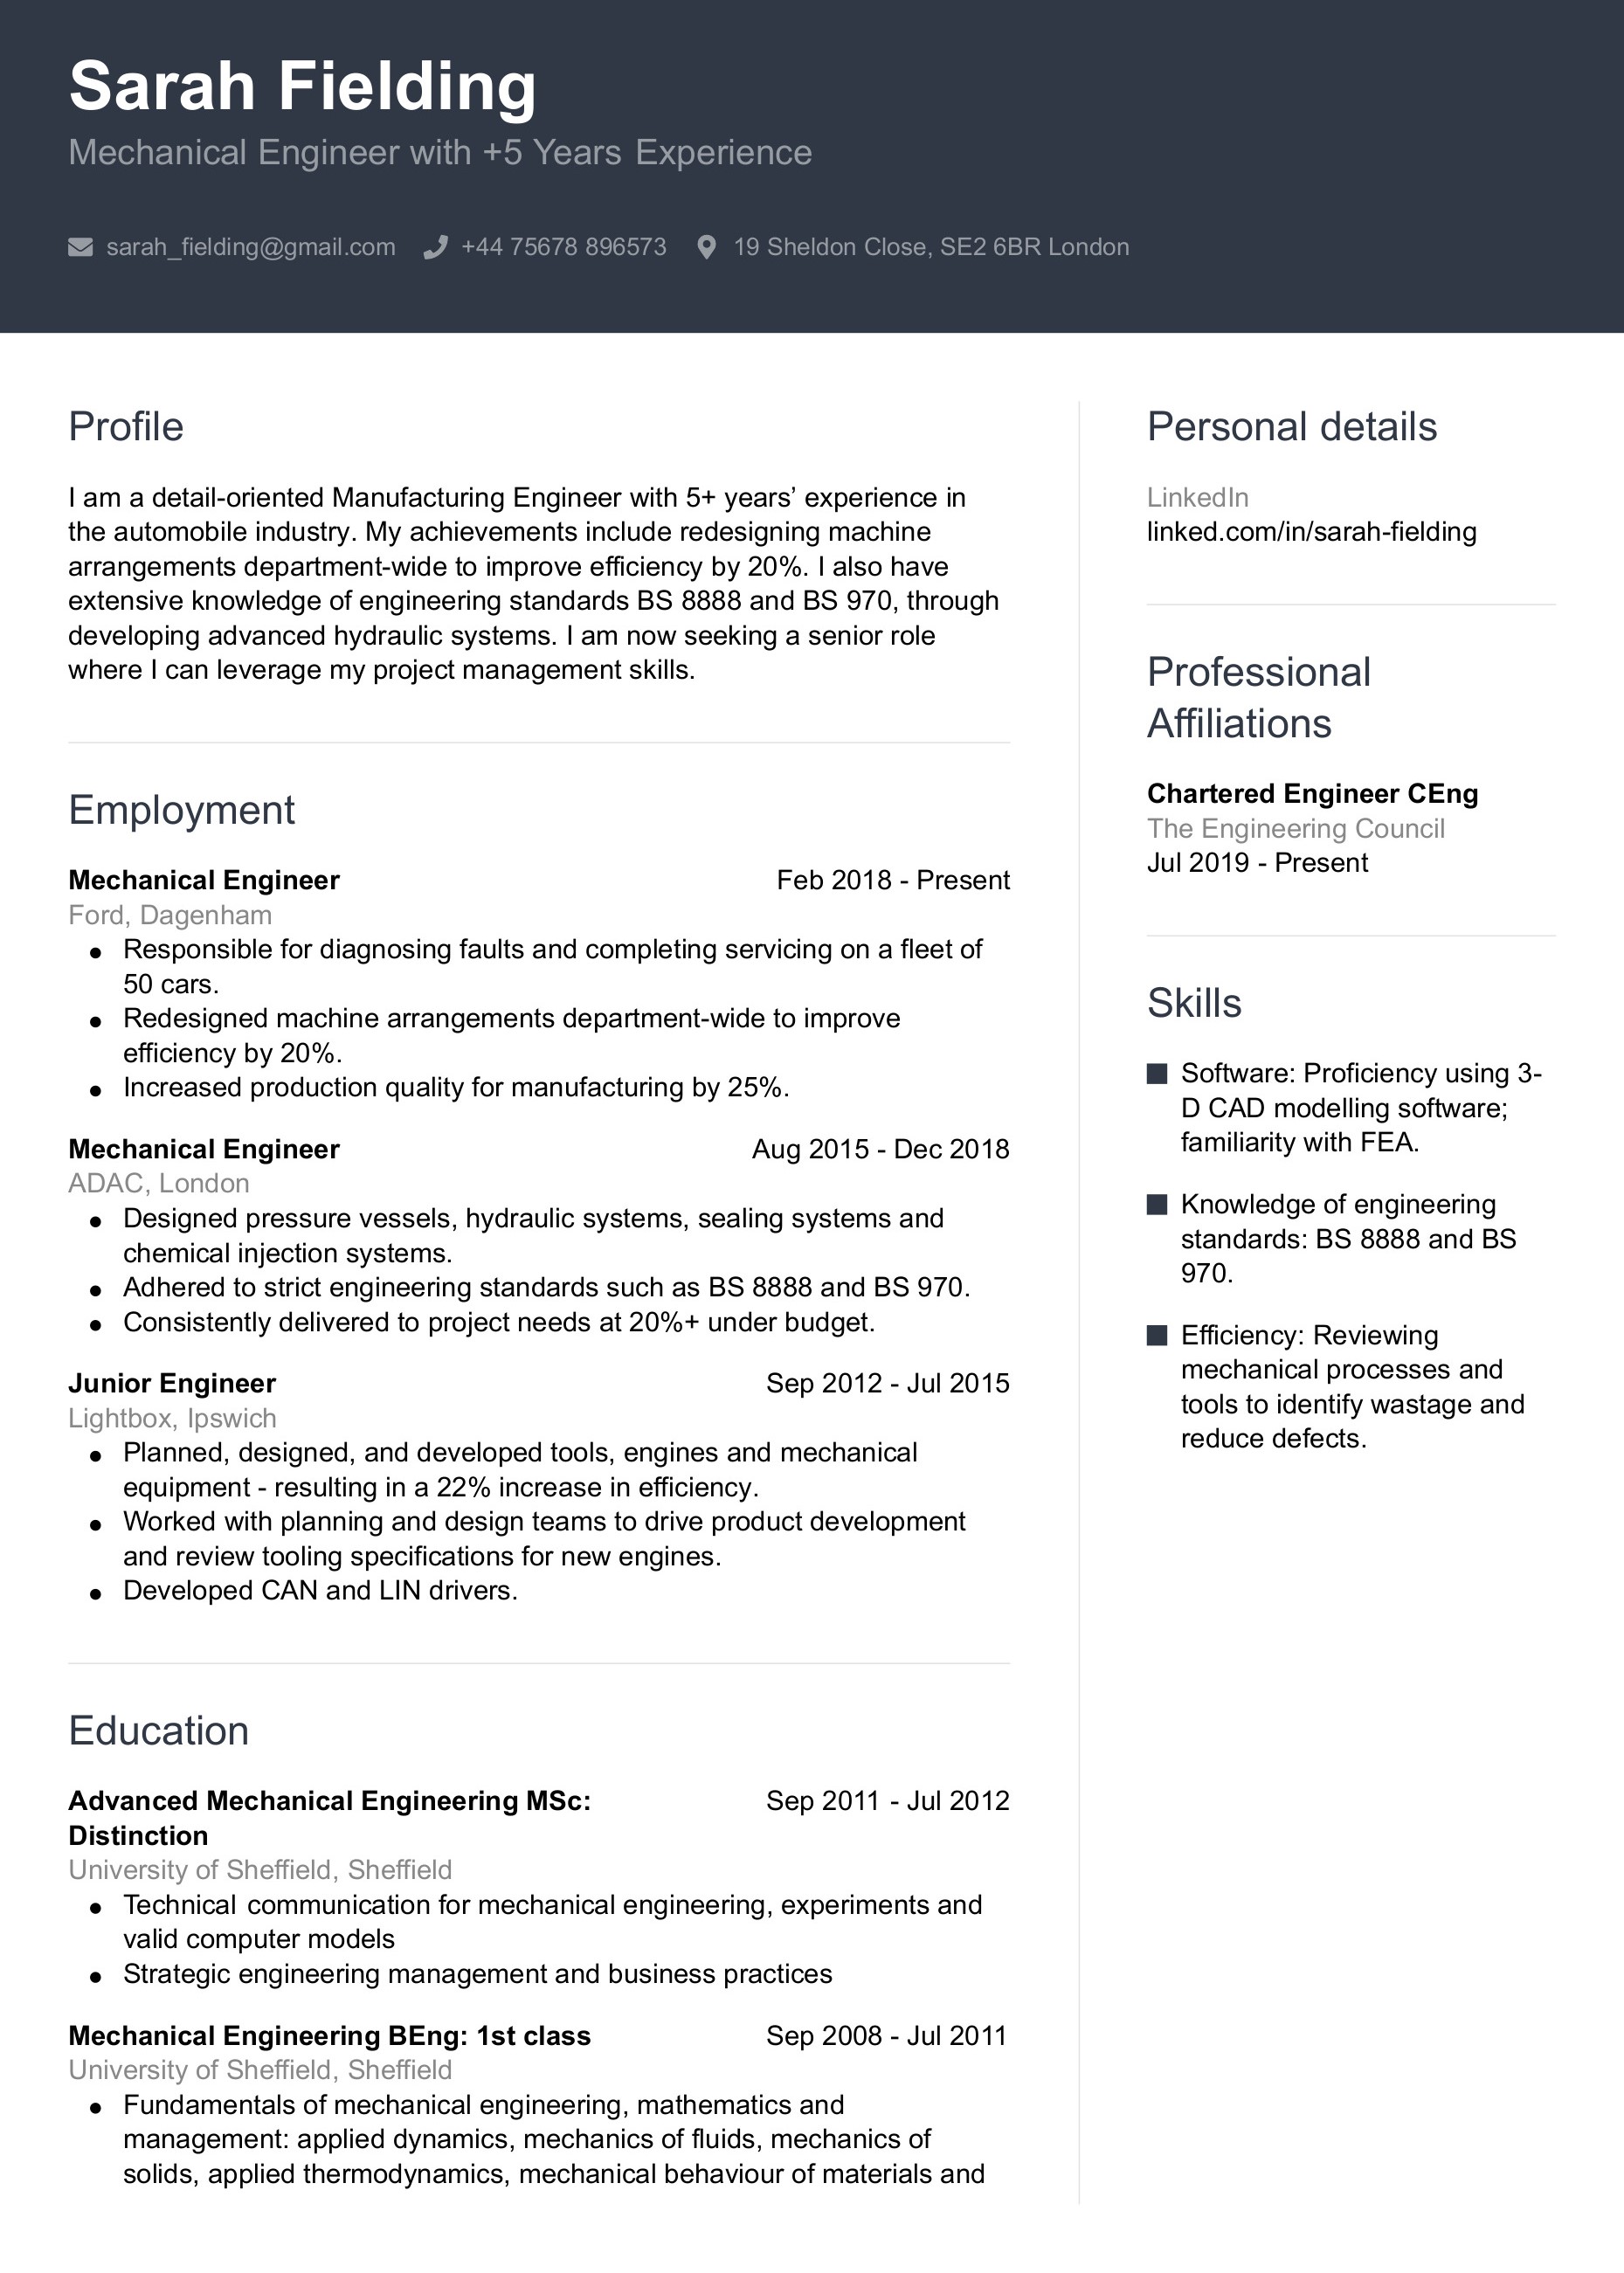 Sarah Fielding
Mechanical Engineer with +5 Years Experience
sarah_fielding@gmail.com +44 75678 896573 19 Sheldon Close, SE2 6BR London
Profile
I am a detail-oriented Manufacturing Engineer with 5+ years’ experience in
the automobile industry. My achievements include redesigning machine
arrangements department-wide to improve efficiency by 20%. I also have
extensive knowledge of engineering standards BS 8888 and BS 970, through
developing advanced hydraulic systems. I am now seeking a senior role
where I can leverage my project management skills.
Employment
Mechanical Engineer Feb 2018 - Present
Ford, Dagenham
● Responsible for diagnosing faults and completing servicing on a fleet of
50 cars.
● Redesigned machine arrangements department-wide to improve
efficiency by 20%.
● Increased production quality for manufacturing by 25%.
Mechanical Engineer Aug 2015 - Dec 2018
ADAC, London
● Designed pressure vessels, hydraulic systems, sealing systems and
chemical injection systems.
● Adhered to strict engineering standards such as BS 8888 and BS 970.
● Consistently delivered to project needs at 20%+ under budget.
Junior Engineer Sep 2012 - Jul 2015
Lightbox, Ipswich
● Planned, designed, and developed tools, engines and mechanical
equipment - resulting in a 22% increase in efficiency.
● Worked with planning and design teams to drive product development
and review tooling specifications for new engines.
● Developed CAN and LIN drivers.
Education
Advanced Mechanical Engineering MSc: Sep 2011 - Jul 2012
Distinction
University of Sheffield, Sheffield
● Technical communication for mechanical engineering, experiments and
valid computer models
● Strategic engineering management and business practices
Mechanical Engineering BEng: 1st class Sep 2008 - Jul 2011
University of Sheffield, Sheffield
● Fundamentals of mechanical engineering, mathematics and
management: applied dynamics, mechanics of fluids, mechanics of
solids, applied thermodynamics, mechanical behaviour of materials and
Personal details
LinkedIn
linked.com/in/sarah-fielding
Professional
Affiliations
Chartered Engineer CEng
The Engineering Council
Jul 2019 - Present
Skills
■ Software: Proficiency using 3-
D CAD modelling software;
familiarity with FEA.
■ Knowledge of engineering
standards: BS 8888 and BS
970.
■ Efficiency: Reviewing
mechanical processes and
tools to identify wastage and
reduce defects.